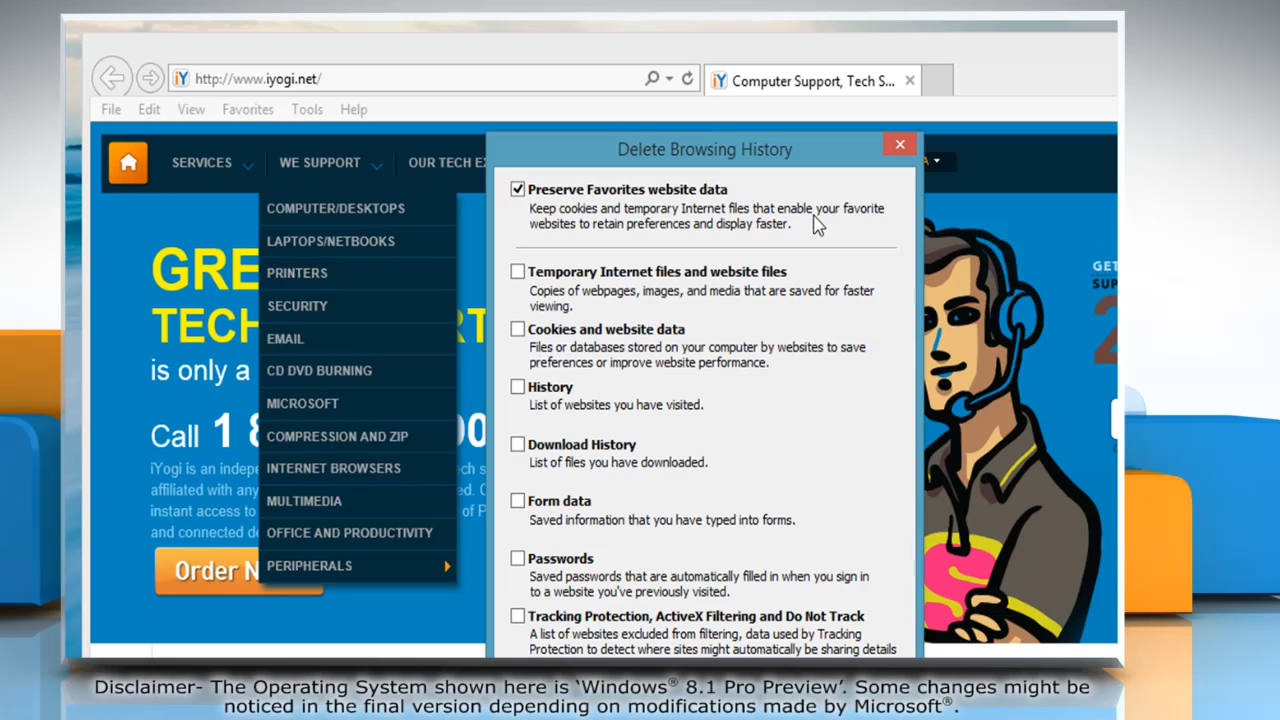 iY http://www.iyogi.net/
iY Computer Support, Tech S...
File Edit View Favorites Tools Help
SERVICES WE SUPPORT OUR TECH
Delete Browsing History
COMPUTER/DESKTOPS
LAPTOPS/NETBOOKS
PRINTERS
SECURITY
EMAIL
CD DVD BURNING
MICROSOFT
COMPRESSION AND ZIP
INTERNET BROWSERS
MULTIMEDIA
OFFICE AND PRODUCTIVITY
PERIPHERALS
TECH
is only a
Call 1
iYogi is an
affiliated with
instant access to
and connected
Order
Preserve Favorites website data
Keep cookies and temporary Internet files that enable your favorite
websites to retain preferences and display faster.
Temporary Internet files and website files
Copies of webpages, images, and media that are saved for faster
viewing.
Cookies and website data
Files or databases stored on your computer by websites to save
preferences or improve website performance.
History
List of websites you have visited.
Download History
List of files you have downloaded.
Form data
Saved information that you have typed into forms.
Passwords
Saved passwords that are automatically filled in when you sign in
to a website you've previously visited.
Tracking Protection, ActiveX Filtering and Do Not Track
A list of websites excluded from filtering, data used by Tracking
Protection to detect where sites might automatically be sharing details
GET
SUP
2
S
Disclaimer- The Operating System shown here is ‘Windows® 8.1 Pro Preview’. Some changes might be
noticed in the final version depending on modifications made by Microsoft®.